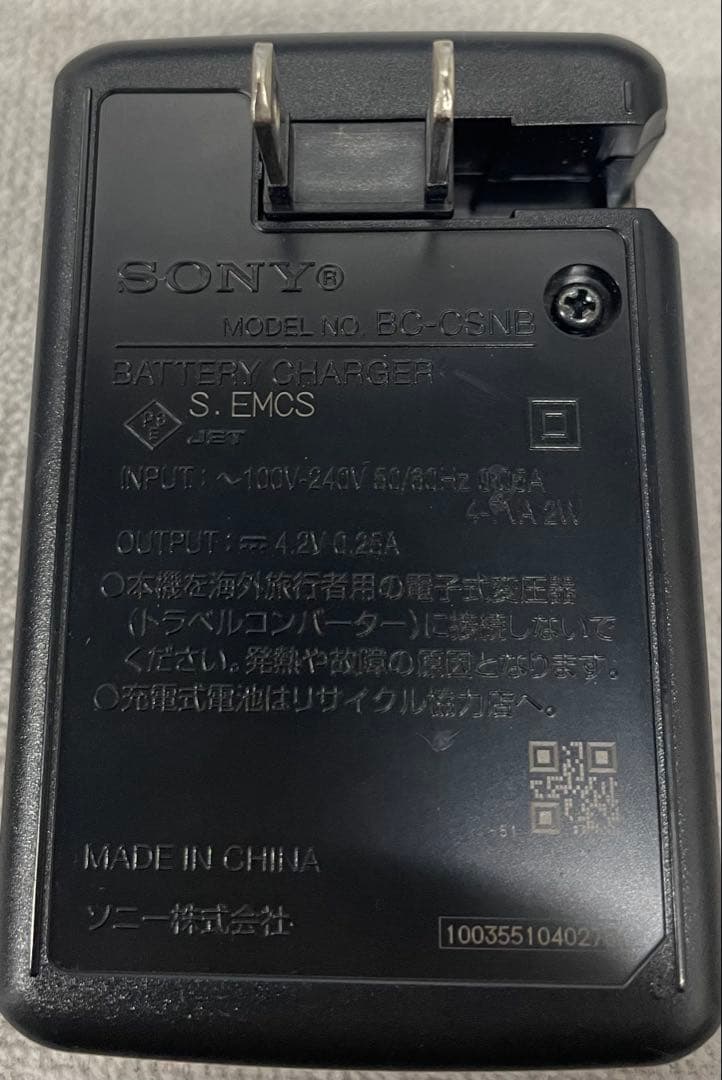 SONY®
MODEL NO. BC-CSNB
BATTERY CHARGER
S. EMCS
PS
E
JET
INPUT: ~100V-240V 50/60Hz
2W
OUTPUT: ⎓ 4.2V 0.25A
○本機を海外旅行者用の電子式変圧器
(トラベルコンバーター)に接続しないで
ください。発熱や故障の原因となります。
○充電式電池はリサイクル協力店へ。
-51
MADE IN CHINA
ソニー株式会社